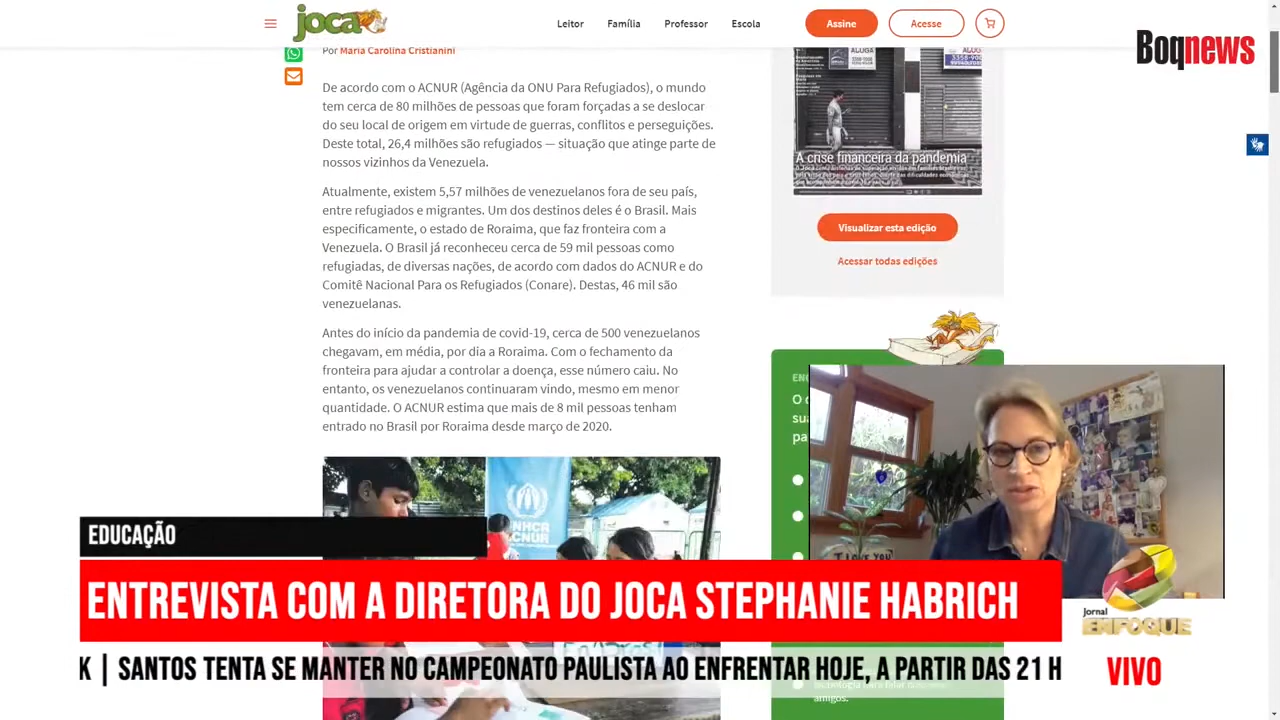 joca
Leitor
Família
Professor
Escola
Assine
Acesse
Boqnews
Por Maria Carolina Cristianini
De acordo com o ACNUR (Agência da ONU Para Refugiados), o mundo
tem cerca de 80 milhões de pessoas que foram forçadas a se deslocar
do seu local de origem em virtude de guerras, conflitos e perseguições.
Deste total, 26,4 milhões são refugiados — situação que atinge parte de
nossos vizinhos da Venezuela.
Atualmente, existem 5,57 milhões de venezuelanos fora de seu país,
entre refugiados e migrantes. Um dos destinos deles é o Brasil. Mais
especificamente, o estado de Roraima, que faz fronteira com a
Venezuela. O Brasil já reconheceu cerca de 59 mil pessoas como
refugiadas, de diversas nações, de acordo com dados do ACNUR e do
Comitê Nacional Para os Refugiados (Conare). Destas, 46 mil são
venezuelanas.
Antes do início da pandemia de covid-19, cerca de 500 venezuelanos
chegavam, em média, por dia a Roraima. Com o fechamento da
fronteira para ajudar a controlar a doença, esse número caiu. No
entanto, os venezuelanos continuaram vindo, mesmo em menor
quantidade. O ACNUR estima que mais de 8 mil pessoas tenham
entrado no Brasil por Roraima desde março de 2020.
ALUGA
A crise financeira da pandemia
Visualizar esta edição
Acessar todas edições
UNHCR
ACNUR
I LOVE YOU
amigos.
EDUCAÇÃO
ENTREVISTA COM A DIRETORA DO JOCA STEPHANIE HABRICH
K | SANTOS TENTA SE MANTER NO CAMPEONATO PAULISTA AO ENFRENTAR HOJE, A PARTIR DAS 21 H
Jornal
ENFOQUE
VIVO